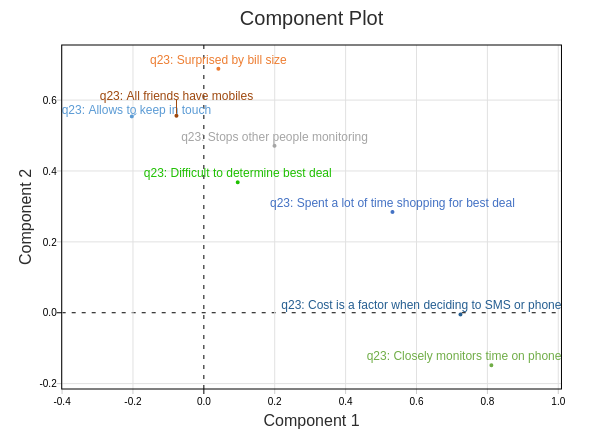 Component Plot
q23: Surprised by bill size
q23: All friends have mobiles
q23: Allows to keep in touch
q23: Stops other people monitoring
q23: Difficult to determine best deal
q23: Spent a lot of time shopping for best deal
q23: Cost is a factor when deciding to SMS or phone
q23: Closely monitors time on phone
Component 2
0.6
0.4
0.2
0.0
-0.2
-0.4
-0.2
0.0
0.2
0.4
0.6
0.8
1.0
Component 1